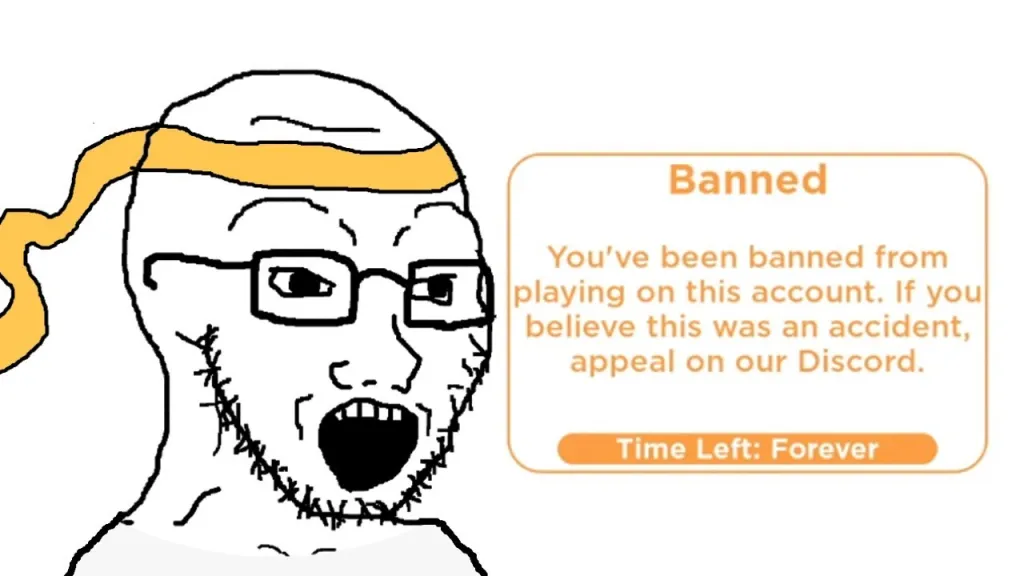 Banned
You've been banned from
playing on this account. If you
believe this was an accident,
appeal on our Discord.
Time Left: Forever